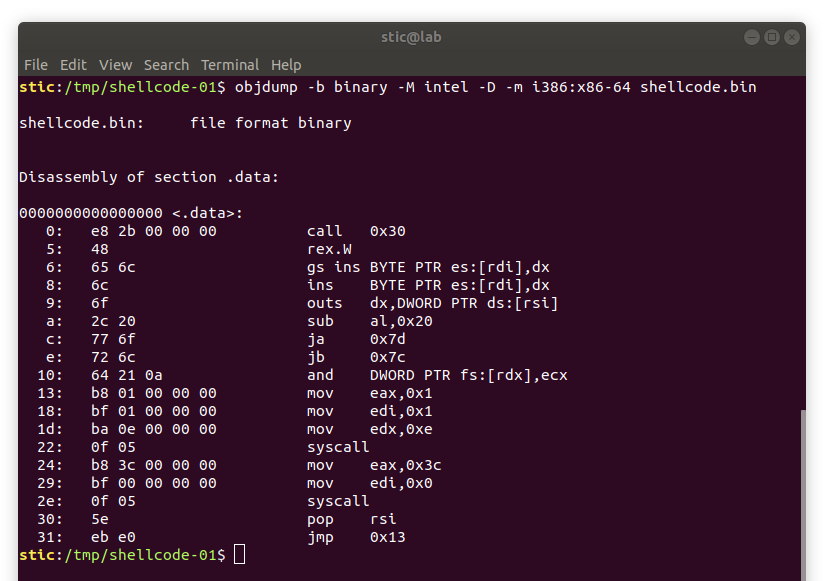 stic@lab
File Edit View Search Terminal Help
stic:/tmp/shellcode-01$ objdump -b binary -M intel -D -m i386:x86-64 shellcode.bin
shellcode.bin:     file format binary
Disassembly of section .data:
0000000000000000 <.data>:
   0:   e8 2b 00 00 00          call   0x30
   5:   48                      rex.W
   6:   65 6c                   gs ins BYTE PTR es:[rdi],dx
   8:   6c                      ins    BYTE PTR es:[rdi],dx
   9:   6f                      outs   dx,DWORD PTR ds:[rsi]
   a:   2c 20                   sub    al,0x20
   c:   77 6f                   ja     0x7d
   e:   72 6c                   jb     0x7c
  10:   64 21 0a                and    DWORD PTR fs:[rdx],ecx
  13:   b8 01 00 00 00          mov    eax,0x1
  18:   bf 01 00 00 00          mov    edi,0x1
  1d:   ba 0e 00 00 00          mov    edx,0xe
  22:   0f 05                   syscall
  24:   b8 3c 00 00 00          mov    eax,0x3c
  29:   bf 00 00 00 00          mov    edi,0x0
  2e:   0f 05                   syscall
  30:   5e                      pop    rsi
  31:   eb e0                   jmp    0x13
stic:/tmp/shellcode-01$